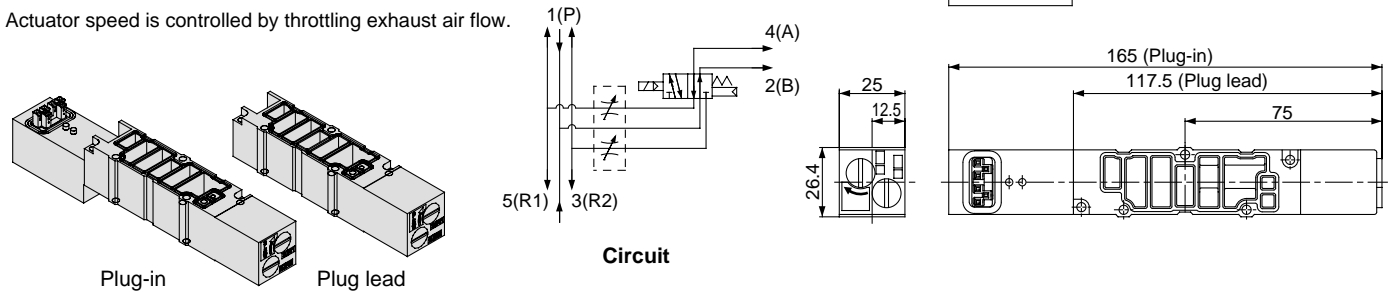 Actuator speed is controlled by throttling exhaust air flow.
Plug-in
Plug lead
1(P)
4(A)
2(B)
5(R1)
3(R2)
Circuit
25
12.5
26.4
165 (Plug-in)
117.5 (Plug lead)
75